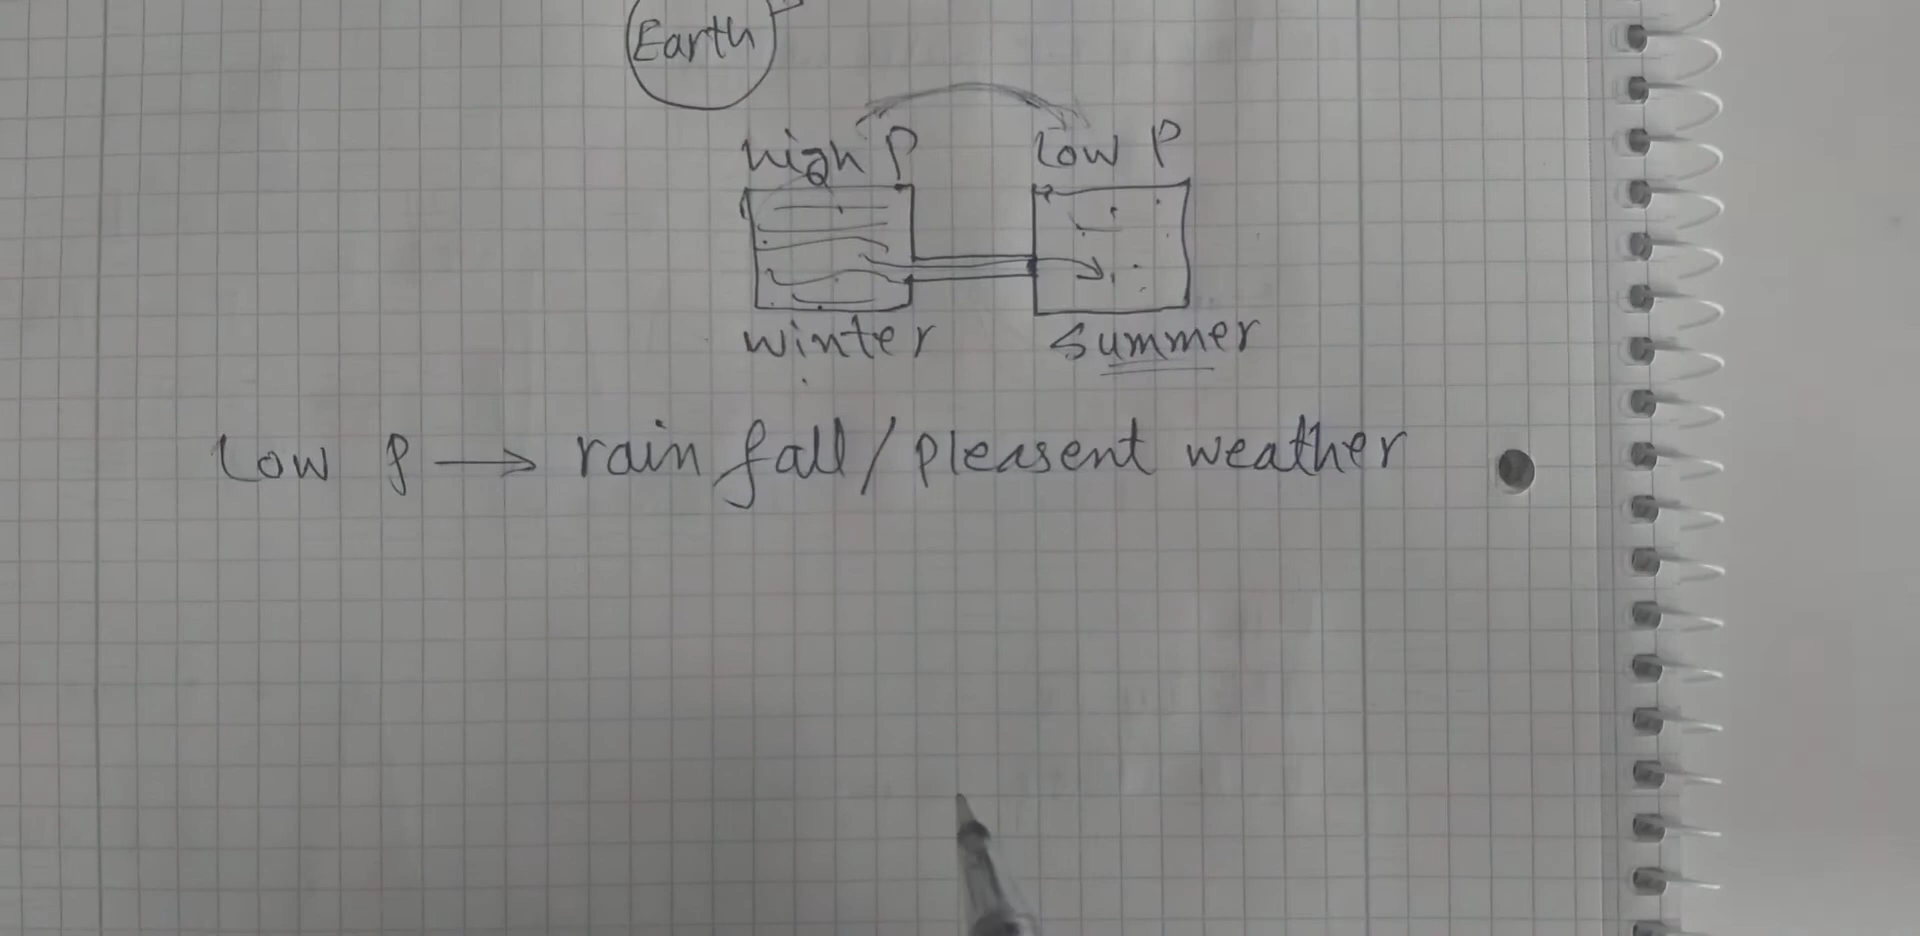 Earth
high P low P
winter summer
Low P → rain fall/pleasent weather